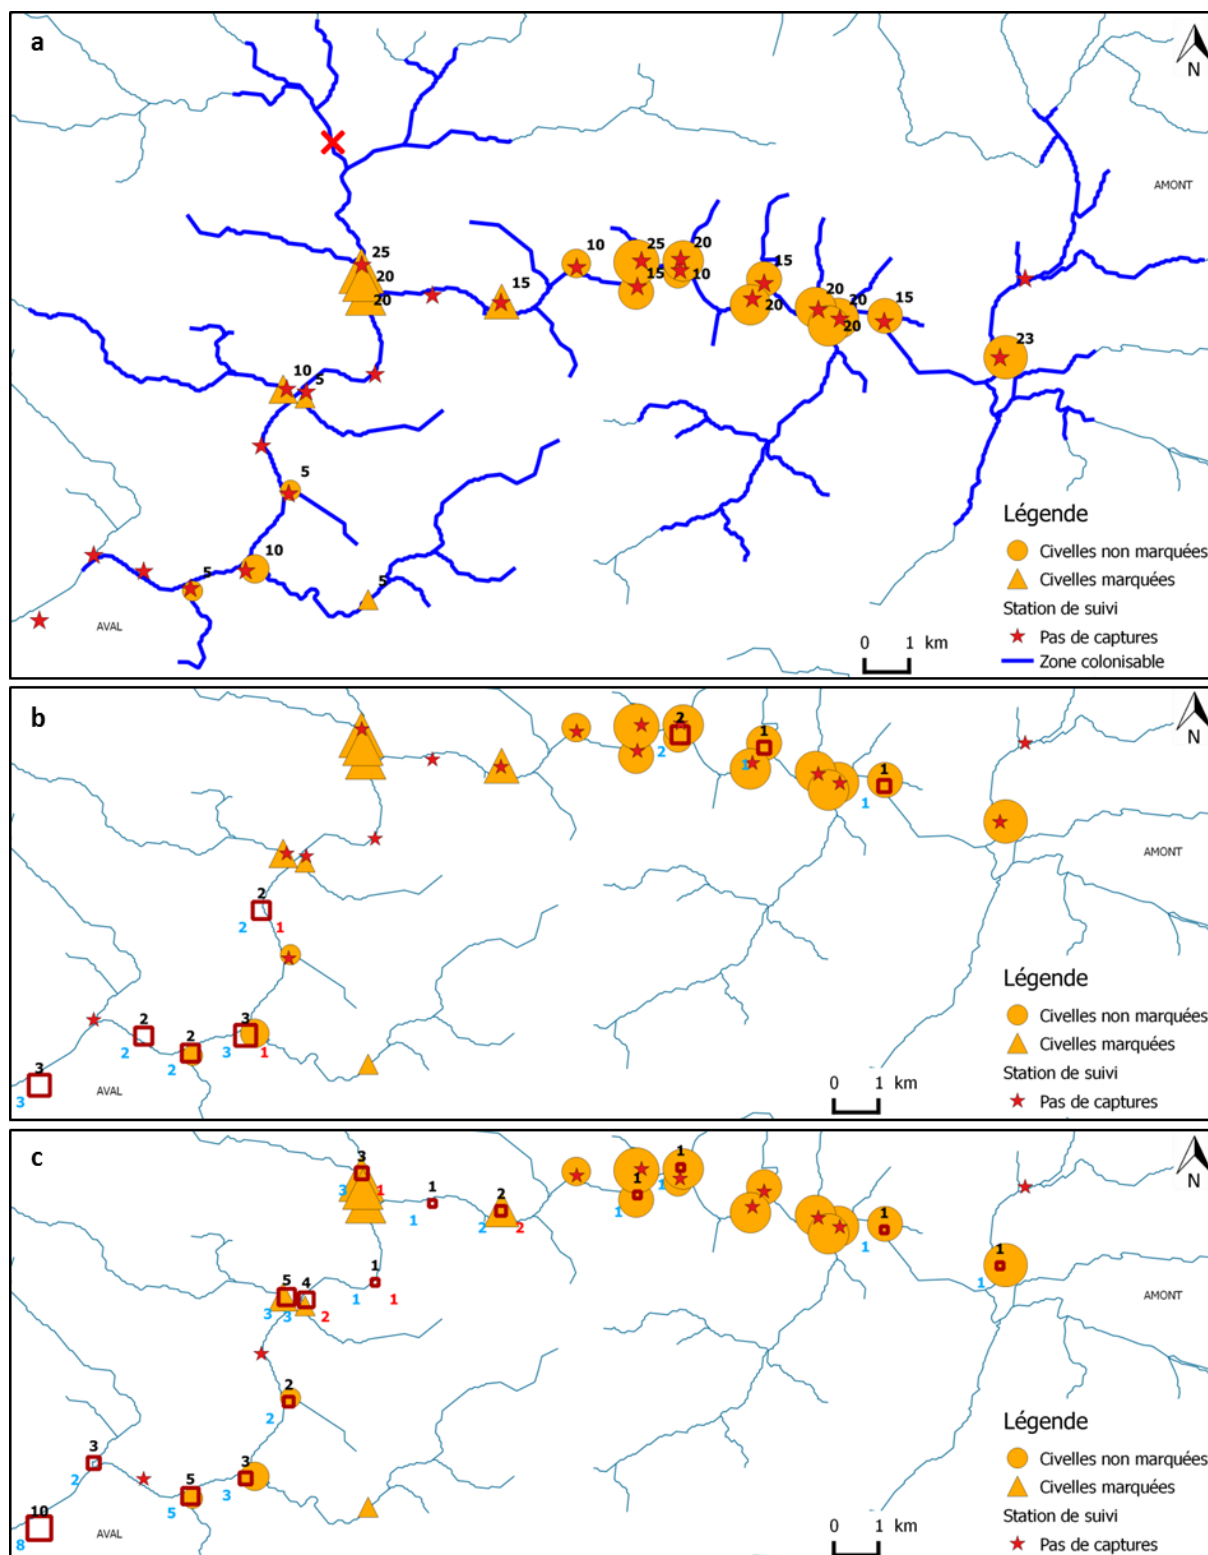 a
N
AMONT
25
20
20
15
10
25
15
20
10
15
20
20
20
20
15
23
10
5
5
10
5
5
AVAL
Légende
Civelles non marquées
Civelles marquées
Station de suivi
Pas de captures
Zone colonisable
0 1 km
b
N
AMONT
2
2
1
1
1
1
2
2 1
2
2
2
2
3
3 1
3
3
AVAL
0 1 km
Légende
Civelles non marquées
Civelles marquées
Station de suivi
Pas de captures
c
N
AMONT
3
3 1
1
1
2
2 2
1
1
1
1
1
1
1
1
1
1 1
5
3 3
4
2
2
2
3
2
5
5
3
3
10
8
AVAL
0 1 km
Légende
Civelles non marquées
Civelles marquées
Station de suivi
Pas de captures